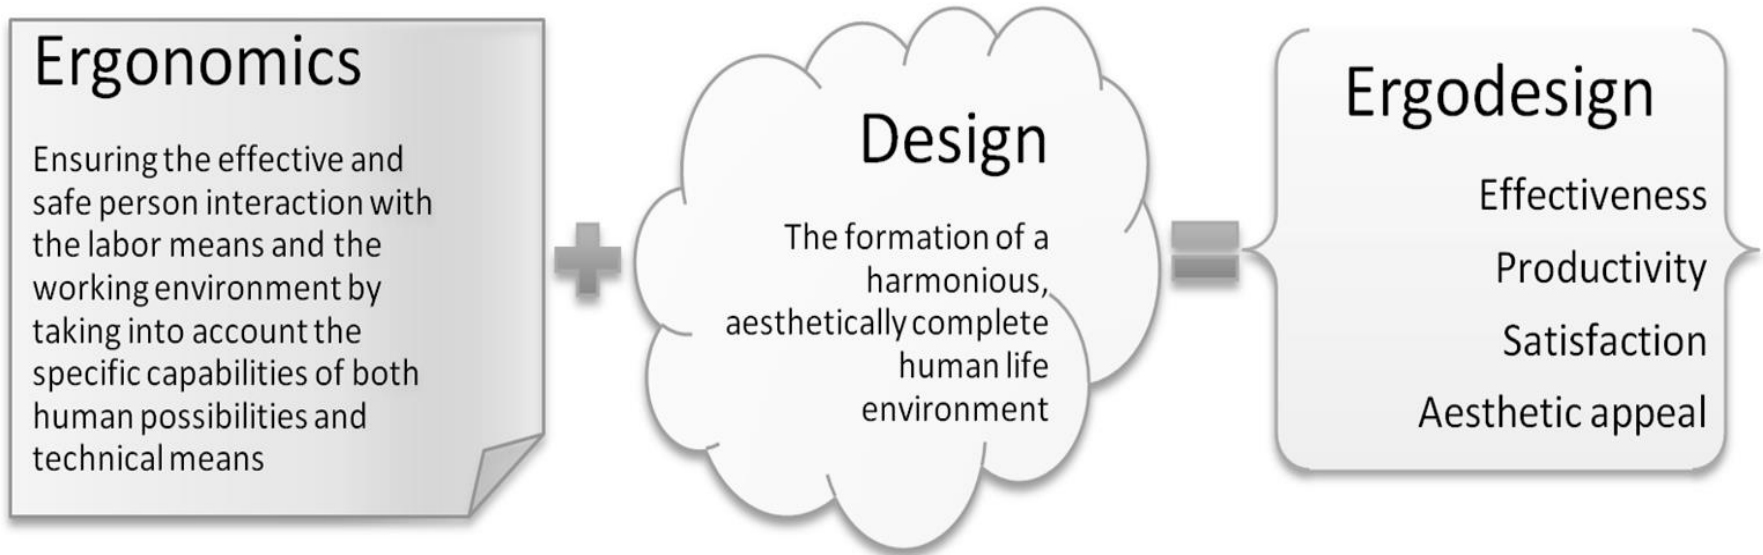 Ergonomics
Ensuring the effective and
safe person interaction with
the labor means and the
working environment by
taking into account the
specific capabilities of both
human possibilities and
technical means
Design
The formation of a
harmonious,
aesthetically complete
human life
environment
Ergodesign
Effectiveness
Productivity
Satisfaction
Aesthetic appeal